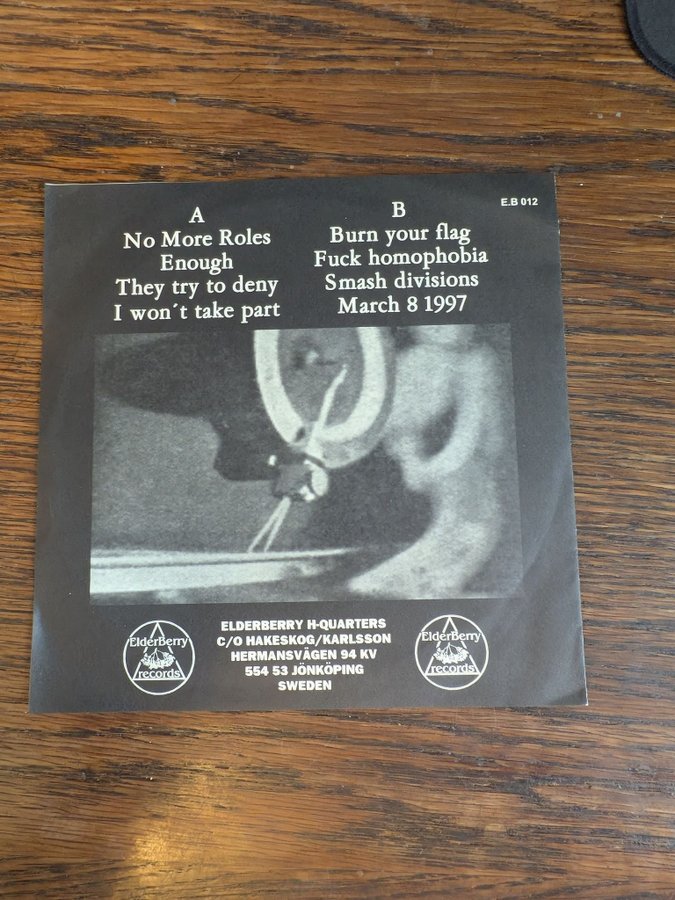 E.B 012
A
No More Roles
Enough
They try to deny
I won´t take part
B
Burn your flag
Fuck homophobia
Smash divisions
March 8 1997
ElderBerry
records
ELDERBERRY H-QUARTERS
C/O HAKESKOG/KARLSSON
HERMANSVÄGEN 94 KV
554 53 JÖNKÖPING
SWEDEN
ElderBerry
records